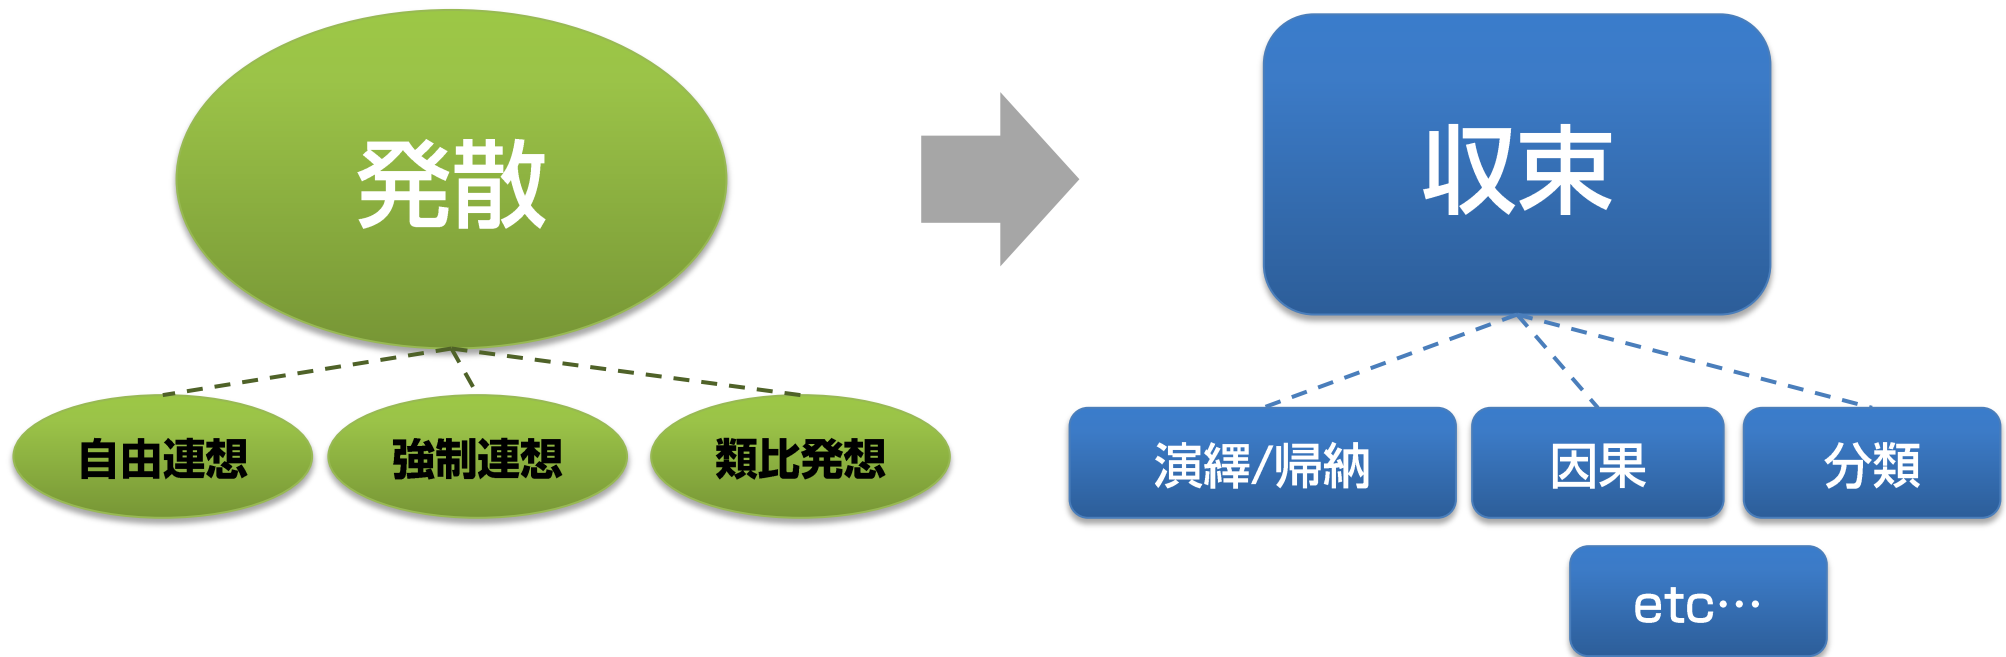 発散
収束
自由連想
強制連想
類比発想
演繹/帰納
因果
分類
etc…